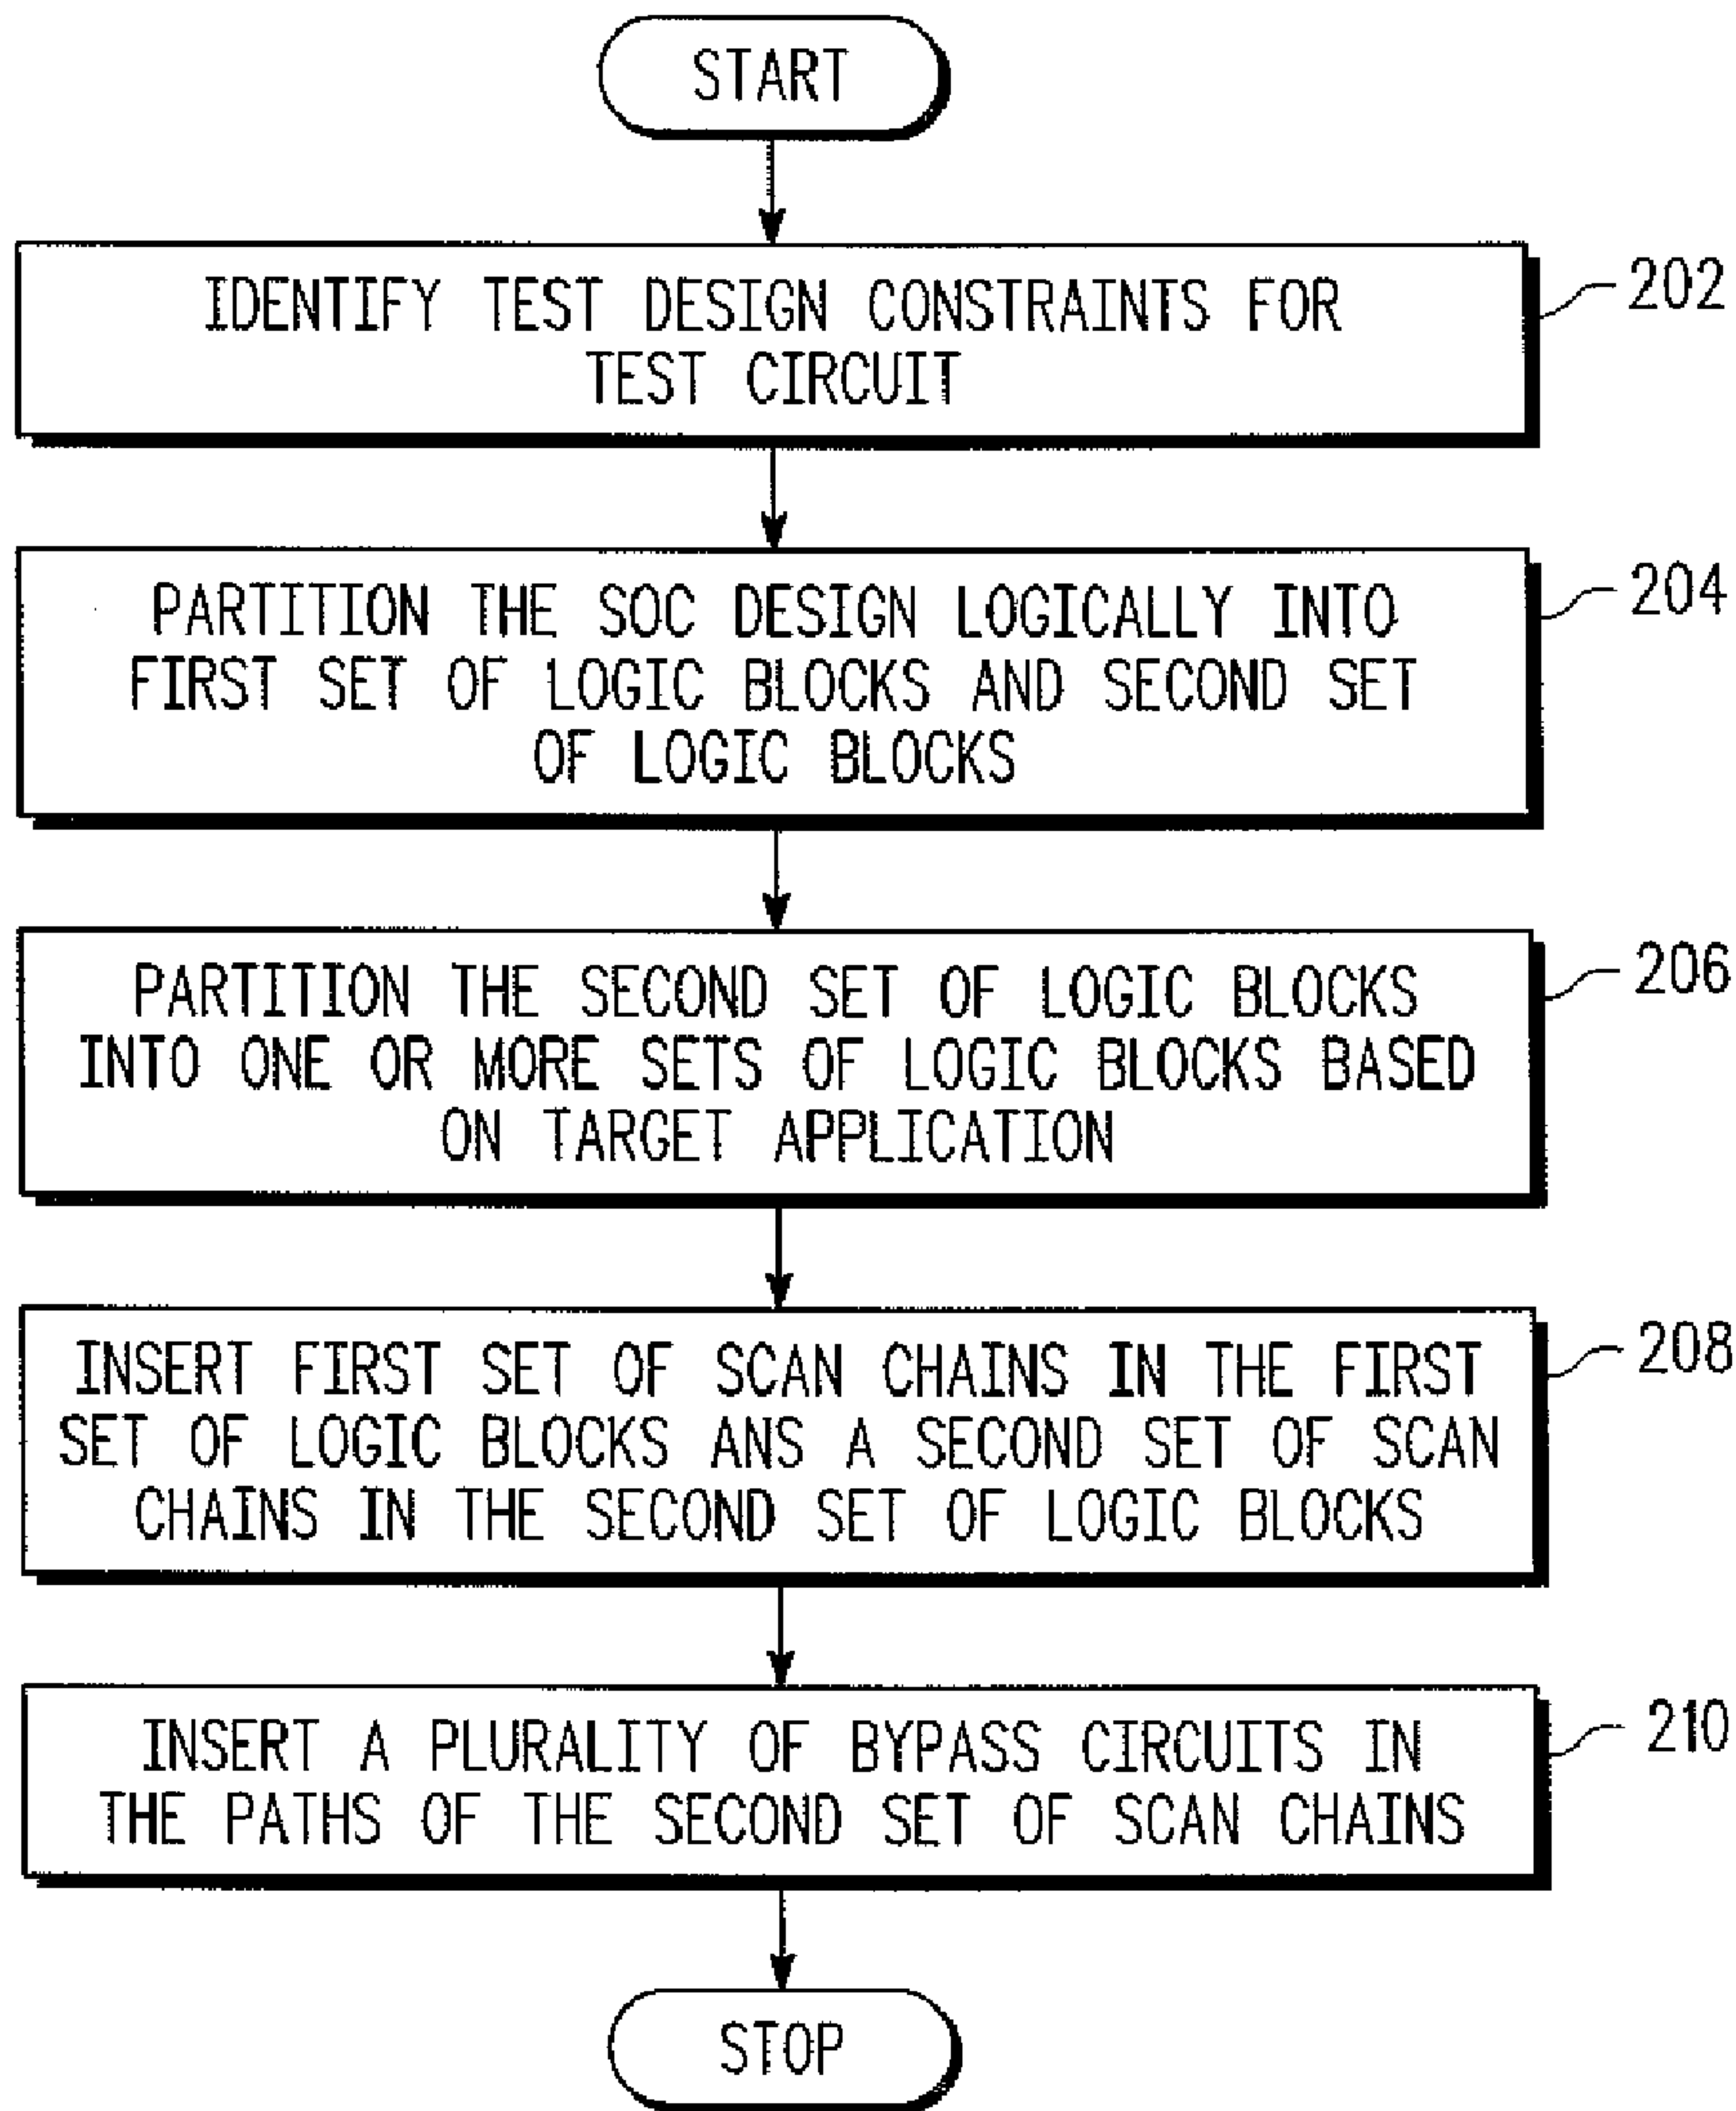 START
IDENTIFY TEST DESIGN CONSTRAINTS FOR
TEST CIRCUIT
202
PARTITION THE SOC DESIGN LOGICALLY INTO
FIRST SET OF LOGIC BLOCKS AND SECOND SET
OF LOGIC BLOCKS
204
PARTITION THE SECOND SET OF LOGIC BLOCKS
INTO ONE OR MORE SETS OF LOGIC BLOCKS BASED
ON TARGET APPLICATION
206
INSERT FIRST SET OF SCAN CHAINS IN THE FIRST
SET OF LOGIC BLOCKS ANS A SECOND SET OF SCAN
CHAINS IN THE SECOND SET OF LOGIC BLOCKS
208
INSERT A PLURALITY OF BYPASS CIRCUITS IN
THE PATHS OF THE SECOND SET OF SCAN CHAINS
210
STOP